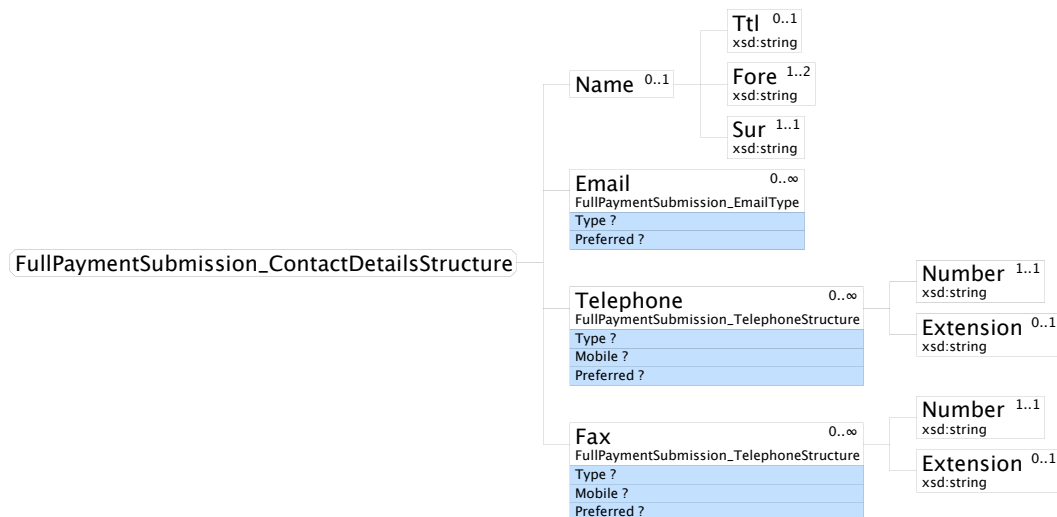 Ttl 0..1
xsd:string
Fore 1..2
xsd:string
Name 0..1
Sur 1..1
xsd:string
Email 0..∞
FullPaymentSubmission_EmailType
Type ?
Preferred ?
FullPaymentSubmission_ContactDetailsStructure
Telephone 0..∞
FullPaymentSubmission_TelephoneStructure
Type ?
Mobile ?
Preferred ?
Number 1..1
xsd:string
Extension 0..1
xsd:string
Fax 0..∞
FullPaymentSubmission_TelephoneStructure
Type ?
Mobile ?
Preferred ?
Number 1..1
xsd:string
Extension 0..1
xsd:string